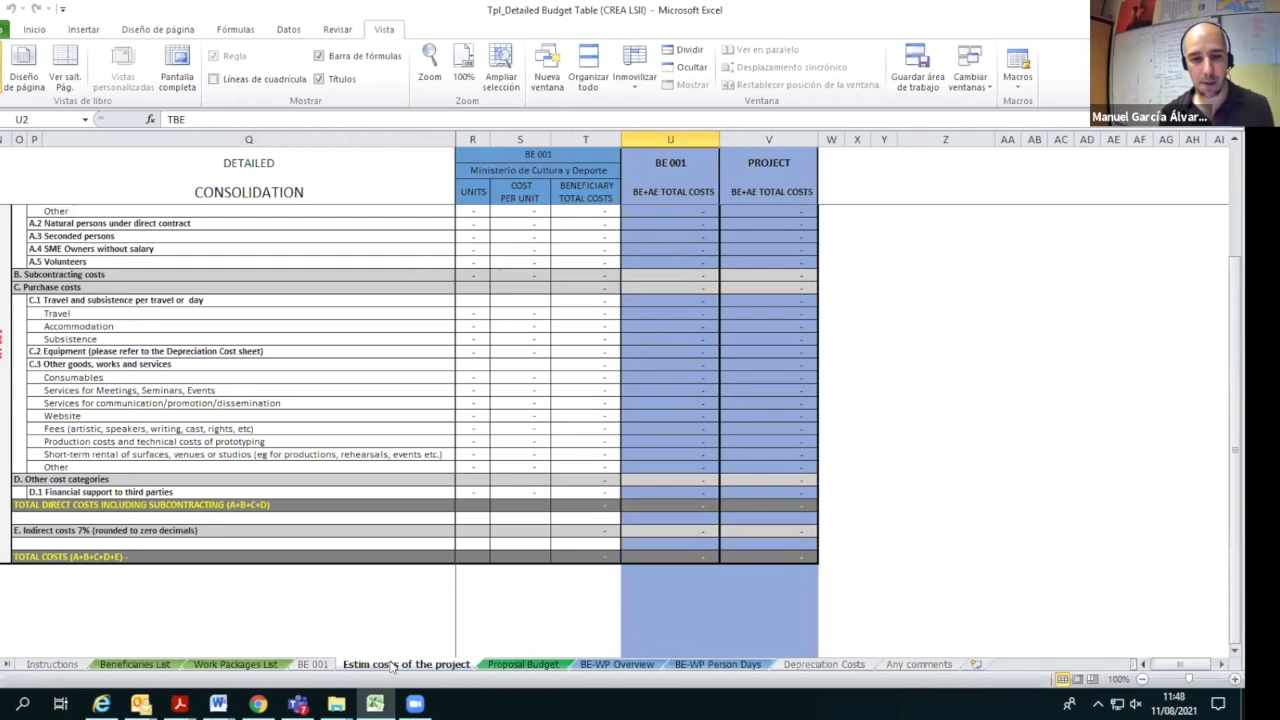 Tpl_Detailed Budget Table (CREA LSII) - Microsoft Excel
Inicio Insertar Diseño de página Fórmulas Datos Revisar Vista
Diseño de página
Ver salt. Pág.
Vistas personalizadas
Pantalla completa
Vistas de libro
Regla
Barra de fórmulas
Líneas de cuadrícula
Títulos
Mostrar
Zoom
100%
Ampliar selección
Zoom
Nueva ventana
Organizar todo
Inmovilizar
Dividir
Ocultar
Mostrar
Ver en paralelo
Desplazamiento sincrónico
Restablecer posición de la ventana
Ventana
Guardar área de trabajo
Cambiar ventanas
Macros
Macros
Manuel García Álvar...
U2 fx TBE
O P Q R S T U V W X Y Z AA AB AC AD AE AF AG AH AI
DETAILED
CONSOLIDATION
BE 001
Ministerio de Cultura y Deporte
UNITS
COST PER UNIT
BENEFICIARY TOTAL COSTS
BE 001
BE+AE TOTAL COSTS
PROJECT
BE+AE TOTAL COSTS
Other - - - - -
A.2 Natural persons under direct contract - - - - -
A.3 Seconded persons - - - - -
A.4 SME Owners without salary - - - - -
A.5 Volunteers - - - - -
B. Subcontracting costs - - - - -
C. Purchase costs - - -
C.1 Travel and subsistence per travel or day - - -
Travel - - - - -
Accommodation - - - - -
Subsistence - - - - -
C.2 Equipment (please refer to the Depreciation Cost sheet) - - - - -
C.3 Other goods, works and services - - -
Consumables - - - - -
Services for Meetings, Seminars, Events - - - - -
Services for communication/promotion/dissemination - - - - -
Website - - - - -
Fees (artistic, speakers, writing, cast, rights, etc) - - - - -
Production costs and technical costs of prototyping - - - - -
Short-term rental of surfaces, venues or studios (eg for productions, rehearsals, events etc.) - - - - -
Other - - - - -
D. Other cost categories - - -
D.1 Financial support to third parties - - - - -
TOTAL DIRECT COSTS INCLUDING SUBCONTRACTING (A+B+C+D) - - -
E. Indirect costs 7% (rounded to zero decimals) - - -
TOTAL COSTS (A+B+C+D+E) - - - -
Instructions Beneficiaries List Work Packages List BE 001 Estim costs of the project Proposal Budget BE-WP Overview BE-WP Person Days Depreciation Costs Any comments
100%
11:48
11/08/2021